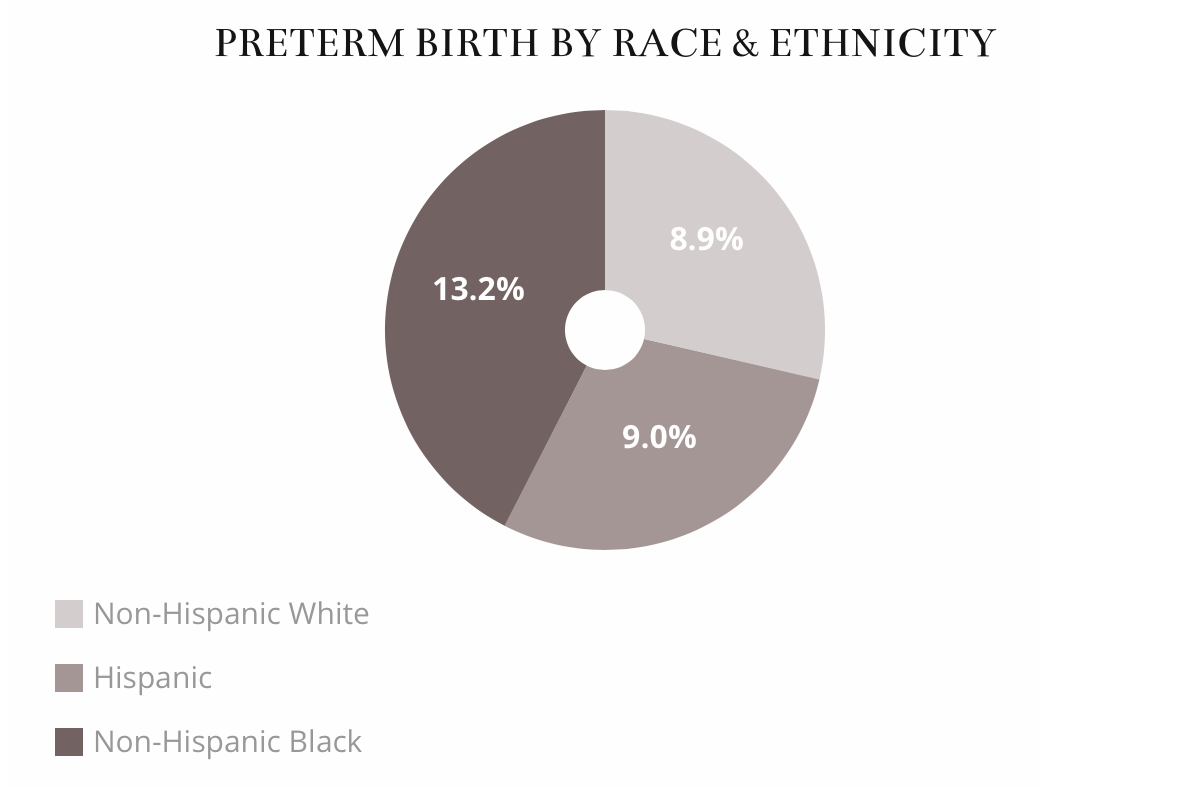 PRETERM BIRTH BY RACE & ETHNICITY
8.9%
13.2%
9.0%
Non-Hispanic White
Hispanic
Non-Hispanic Black